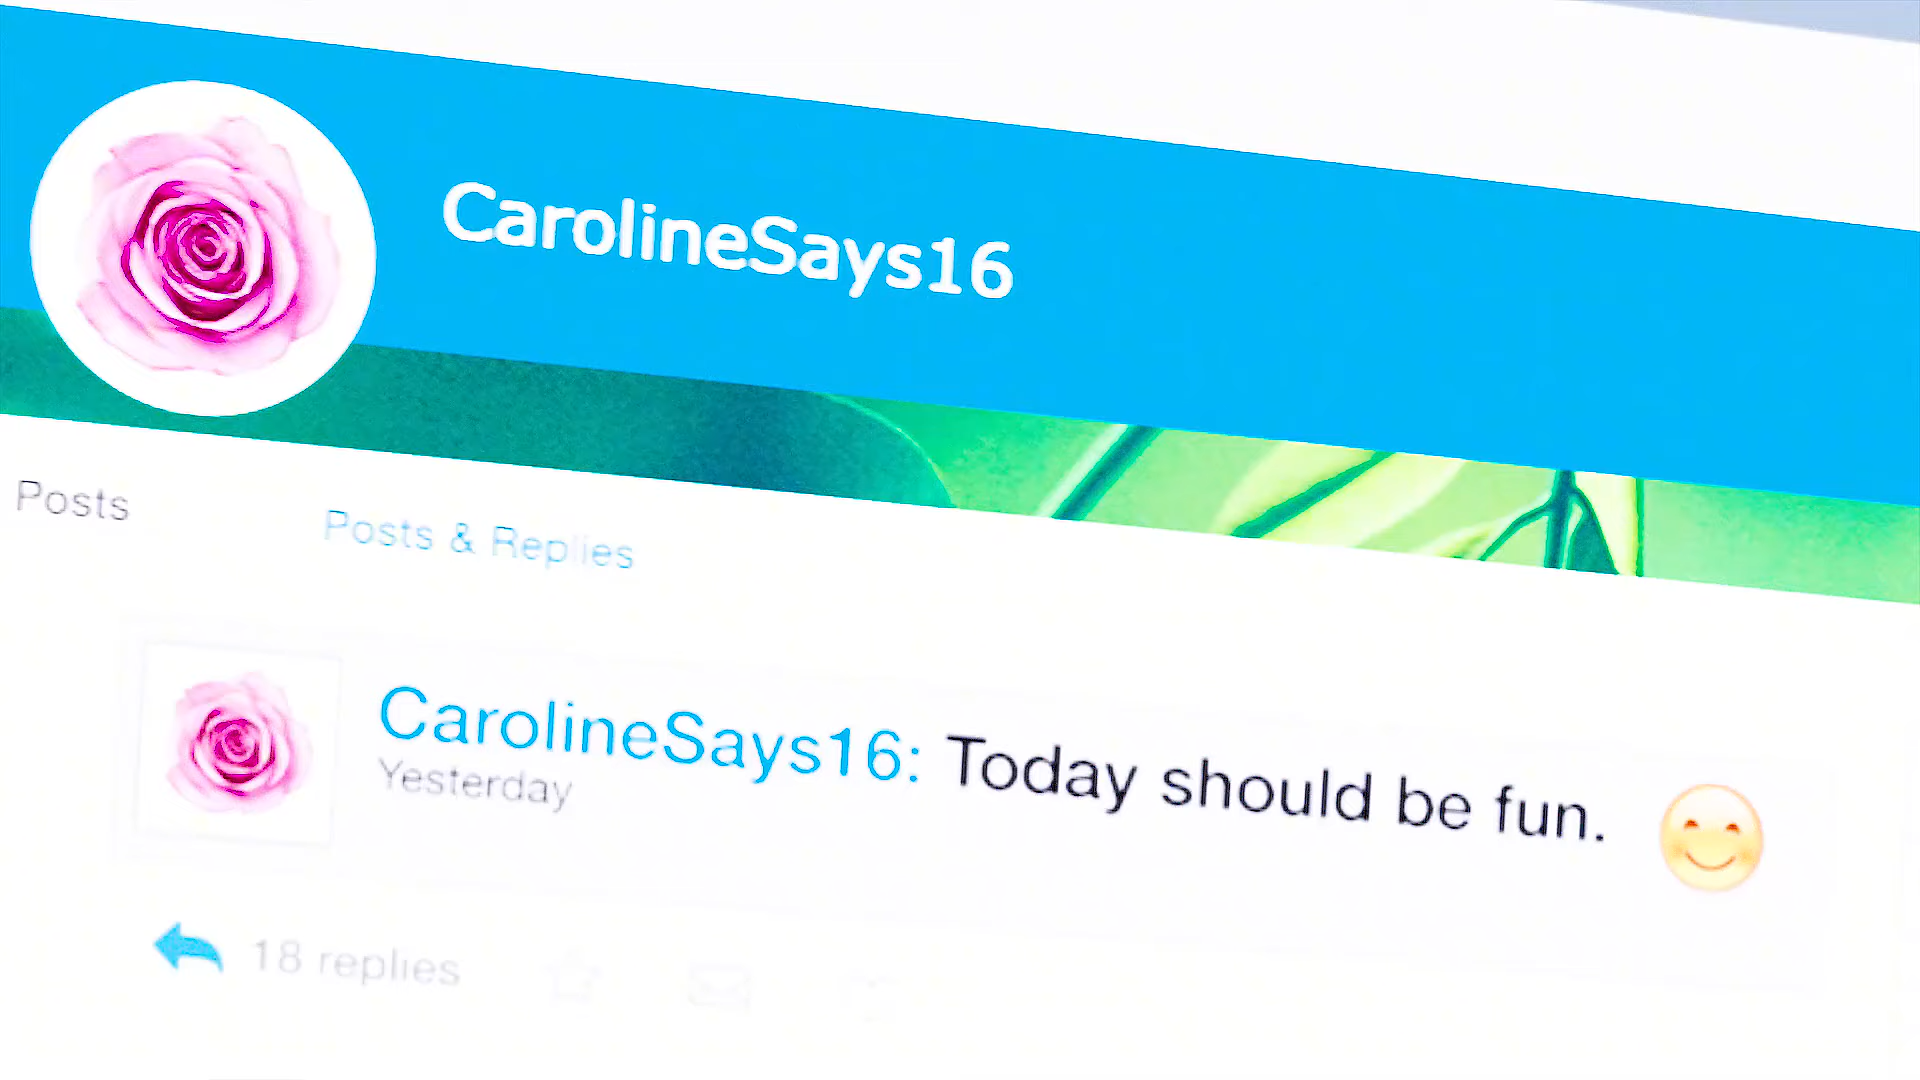 CarolineSays16
Posts
Posts & Replies
CarolineSays16: Today should be fun. 😊
Yesterday
18 replies